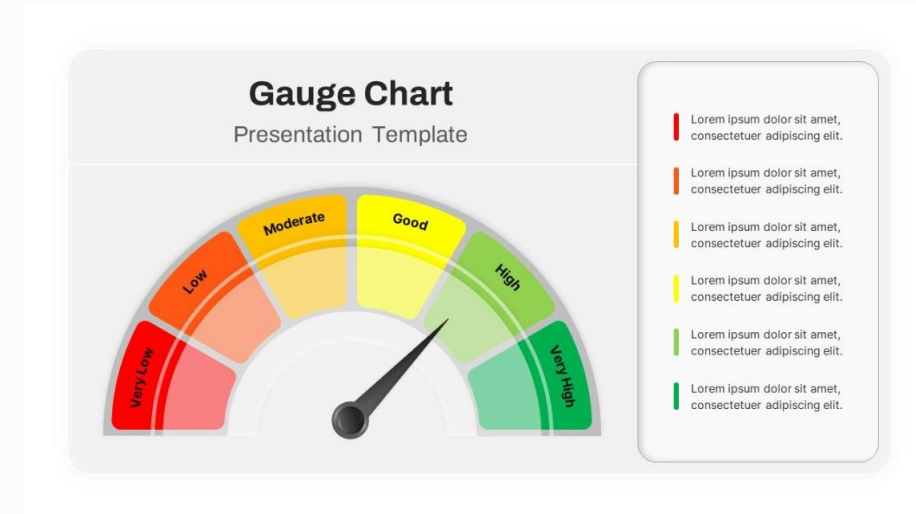 Gauge Chart
Presentation Template
Very Low
Low
Moderate
Good
High
Very High
Lorem ipsum dolor sit amet,
consectetuer adipiscing elit.
Lorem ipsum dolor sit amet,
consectetuer adipiscing elit.
Lorem ipsum dolor sit amet,
consectetuer adipiscing elit.
Lorem ipsum dolor sit amet,
consectetuer adipiscing elit.
Lorem ipsum dolor sit amet,
consectetuer adipiscing elit.
Lorem ipsum dolor sit amet,
consectetuer adipiscing elit.